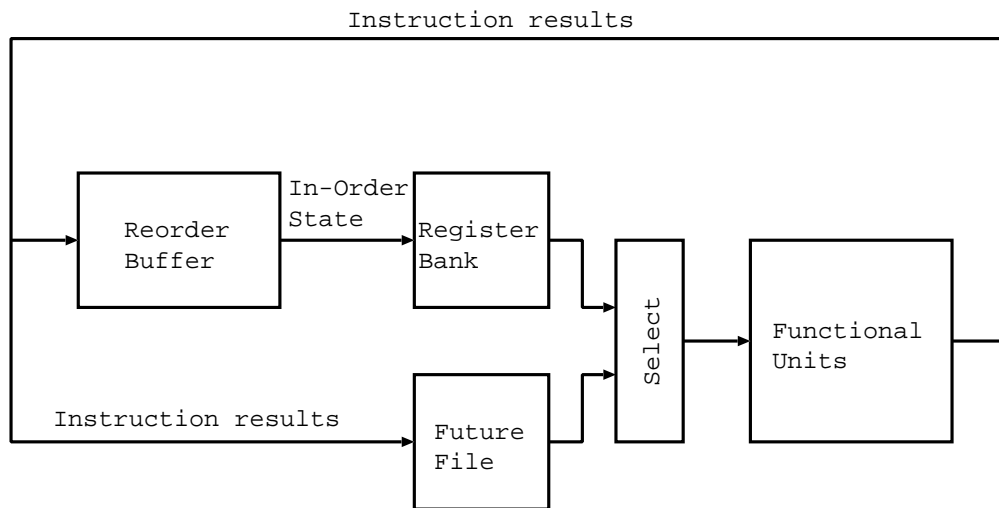 Instruction results
In-Order
State
Reorder
Buffer
Register
Bank
Select
Functional
Units
Instruction results
Future
File